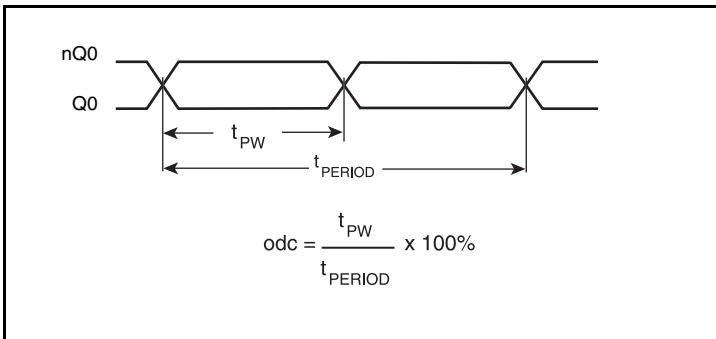 nQ0
Q0
tPW
tPERIOD
odc = tPW / tPERIOD x 100%